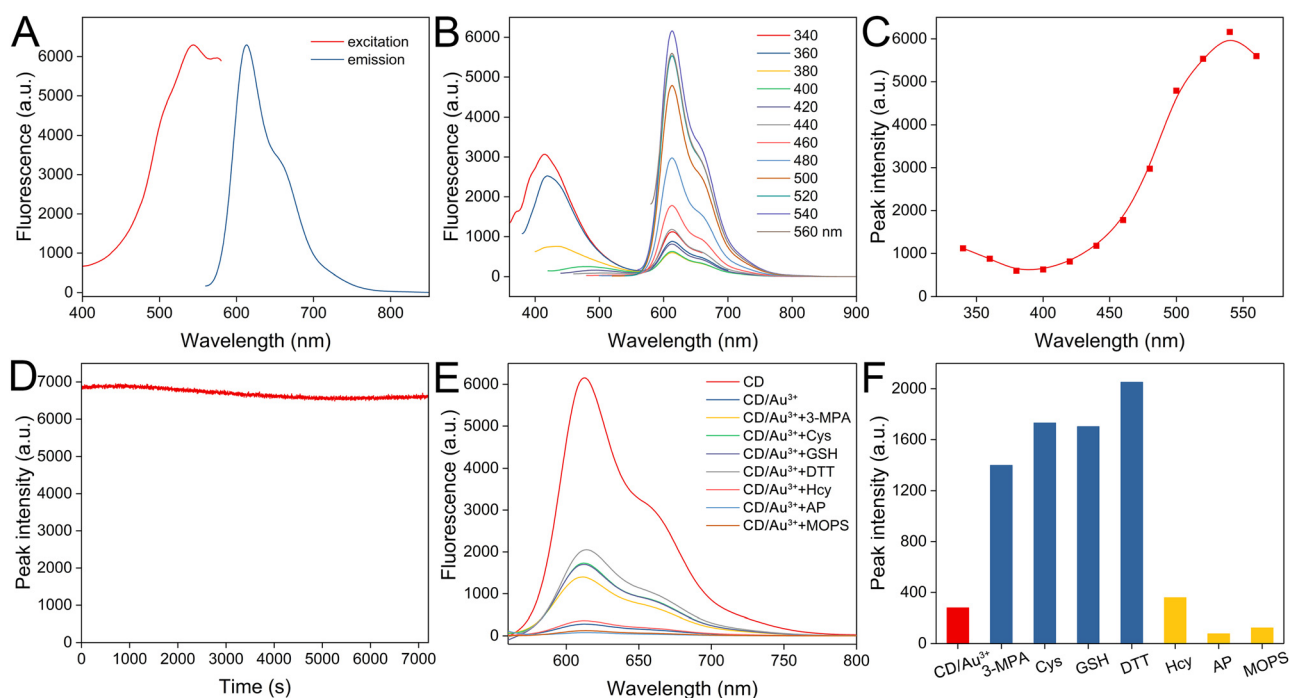 A
excitation
emission
6000
5000
4000
3000
2000
1000
0
400 500 600 700 800
Fluorescence (a.u.)
Wavelength (nm)
B
340
360
380
400
420
440
460
480
500
520
540
560 nm
6000
5000
4000
3000
2000
1000
0
400 500 600 700 800 900
Fluorescence (a.u.)
Wavelength (nm)
C
6000
5000
4000
3000
2000
1000
0
350 400 450 500 550
Peak intensity (a.u.)
Wavelength (nm)
D
7000
6000
5000
4000
3000
2000
1000
0
0 1000 2000 3000 4000 5000 6000 7000
Peak intensity (a.u.)
Time (s)
E
CD
CD/Au³⁺
CD/Au³⁺+3-MPA
CD/Au³⁺+Cys
CD/Au³⁺+GSH
CD/Au³⁺+DTT
CD/Au³⁺+Hcy
CD/Au³⁺+AP
CD/Au³⁺+MOPS
6000
5000
4000
3000
2000
1000
0
600 650 700 750 800
Fluorescence (a.u.)
Wavelength (nm)
F
2000
1600
1200
800
400
0
CD/Au³⁺ 3-MPA Cys GSH DTT Hcy AP MOPS
Peak intensity (a.u.)